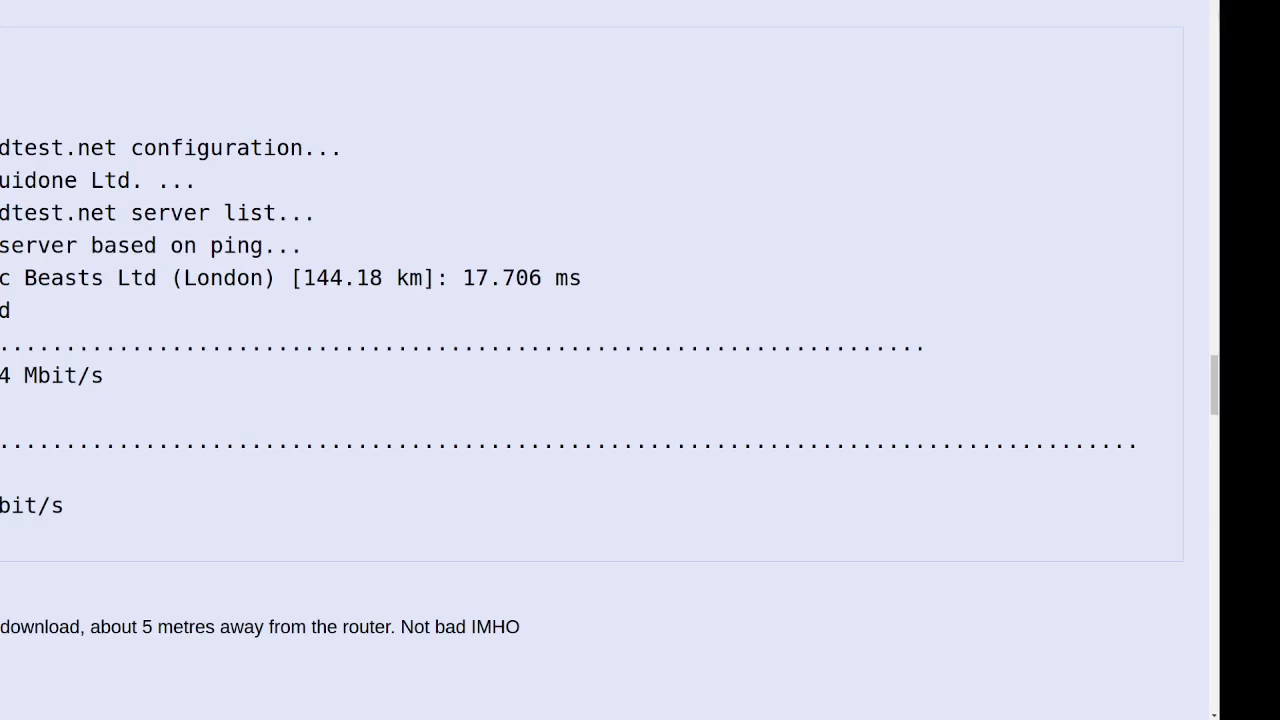 dtest.net configuration...
uidone Ltd. ...
dtest.net server list...
server based on ping...
c Beasts Ltd (London) [144.18 km]: 17.706 ms
d
......................................................................
4 Mbit/s
......................................................................................
bit/s
download, about 5 metres away from the router. Not bad IMHO